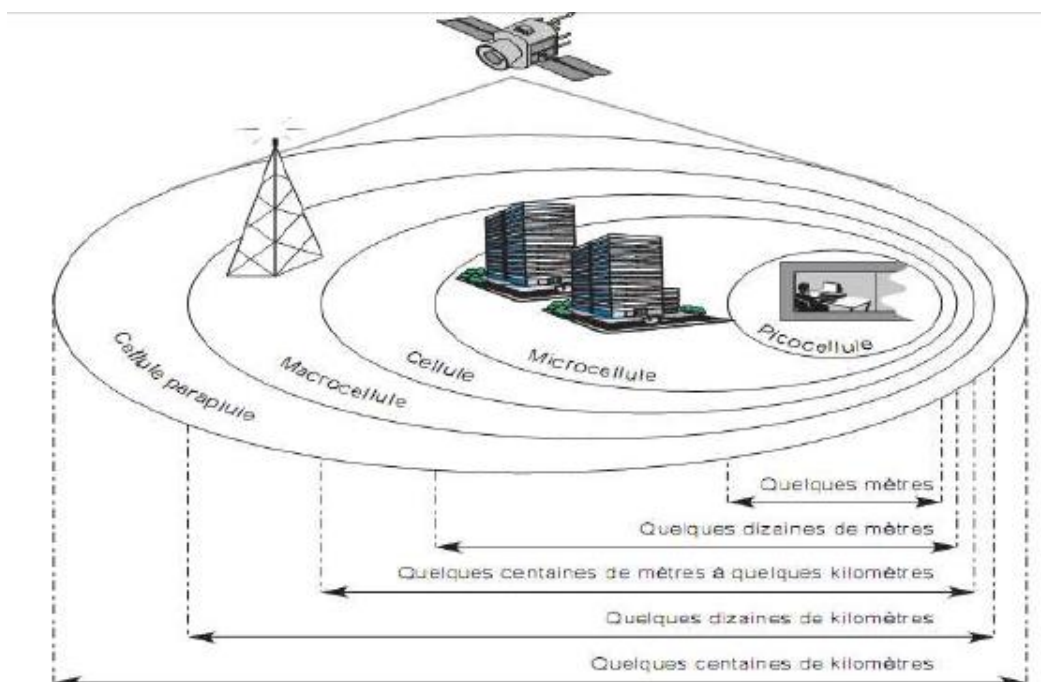 Cellule parapluie
Macrocellule
Cellule
Microcellule
Picocellule
Quelques mètres
Quelques dizaines de mètres
Quelques centaines de mètres à quelques kilomètres
Quelques dizaines de kilomètres
Quelques centaines de kilomètres